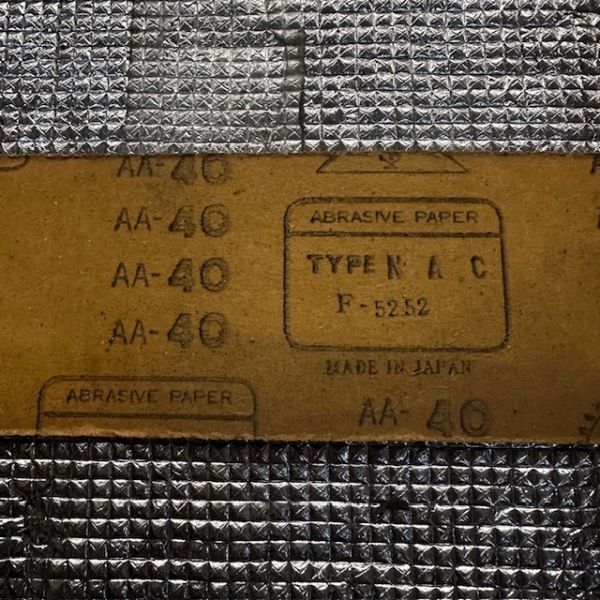 AA-40
AA-40
AA-40
AA-40
ABRASIVE PAPER
TYPE N A C
F-5252
MADE IN JAPAN
ABRASIVE PAPER
AA-40